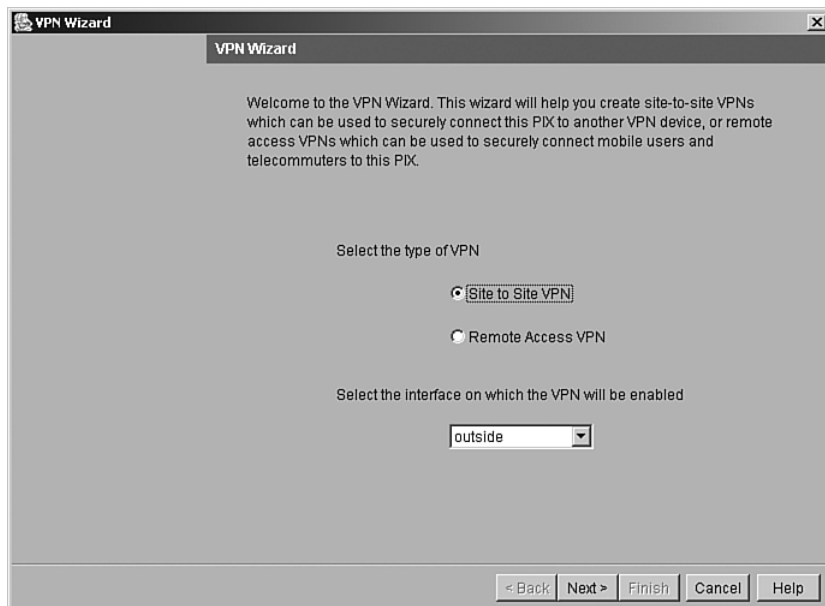 VPN Wizard
VPN Wizard
Welcome to the VPN Wizard. This wizard will help you create site-to-site VPNs
which can be used to securely connect this PIX to another VPN device, or remote
access VPNs which can be used to securely connect mobile users and
telecommuters to this PIX.
Select the type of VPN
Site to Site VPN
Remote Access VPN
Select the interface on which the VPN will be enabled
outside
< Back Next > Finish Cancel Help